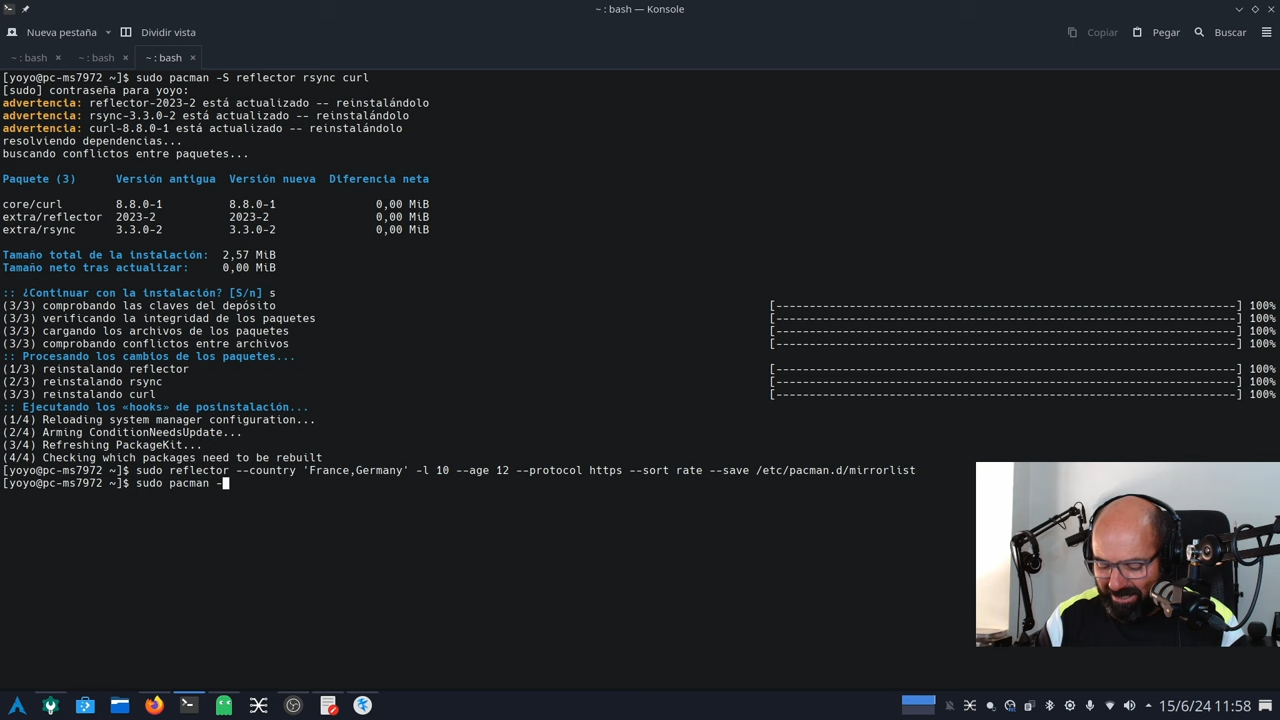 ~ : bash — Konsole
Nueva pestaña
Dividir vista
Copiar
Pegar
Buscar
~ : bash
~ : bash
~ : bash
[yoyo@pc-ms7972 ~]$ sudo pacman -S reflector rsync curl
[sudo] contraseña para yoyo:
advertencia: reflector-2023-2 está actualizado -- reinstalándolo
advertencia: rsync-3.3.0-2 está actualizado -- reinstalándolo
advertencia: curl-8.8.0-1 está actualizado -- reinstalándolo
resolviendo dependencias...
buscando conflictos entre paquetes...
Paquete (3) Versión antigua Versión nueva Diferencia neta
core/curl 8.8.0-1 8.8.0-1 0,00 MiB
extra/reflector 2023-2 2023-2 0,00 MiB
extra/rsync 3.3.0-2 3.3.0-2 0,00 MiB
Tamaño total de la instalación: 2,57 MiB
Tamaño neto tras actualizar: 0,00 MiB
:: ¿Continuar con la instalación? [S/n] s
(3/3) comprobando las claves del depósito [----------------------------------------------------------------------] 100%
(3/3) verificando la integridad de los paquetes [----------------------------------------------------------------------] 100%
(3/3) cargando los archivos de los paquetes [----------------------------------------------------------------------] 100%
(3/3) comprobando conflictos entre archivos [----------------------------------------------------------------------] 100%
:: Procesando los cambios de los paquetes...
(1/3) reinstalando reflector [----------------------------------------------------------------------] 100%
(2/3) reinstalando rsync [----------------------------------------------------------------------] 100%
(3/3) reinstalando curl [----------------------------------------------------------------------] 100%
:: Ejecutando los «hooks» de posinstalación...
(1/4) Reloading system manager configuration...
(2/4) Arming ConditionNeedsUpdate...
(3/4) Refreshing PackageKit...
(4/4) Checking which packages need to be rebuilt
[yoyo@pc-ms7972 ~]$ sudo reflector --country 'France,Germany' -l 10 --age 12 --protocol https --sort rate --save /etc/pacman.d/mirrorlist
[yoyo@pc-ms7972 ~]$ sudo pacman -
15/6/24 11:58